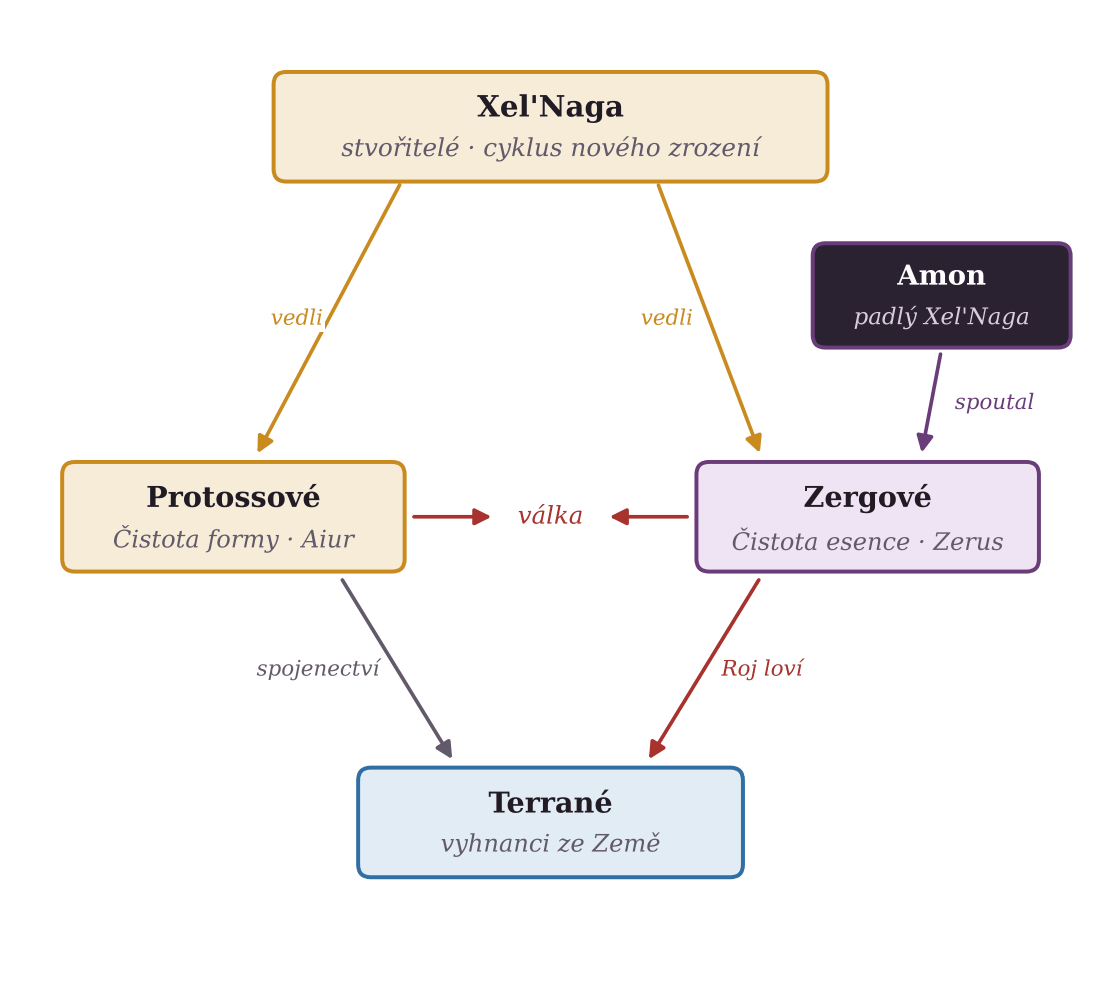 Xel'Naga
stvořitelé · cyklus nového zrození
Amon
padlý Xel'Naga
vedli
vedli
spoutal
Protossové
Čistota formy · Aiur
válka
Zergové
Čistota esence · Zerus
spojenectví
Roj loví
Terrané
vyhnanci ze Země